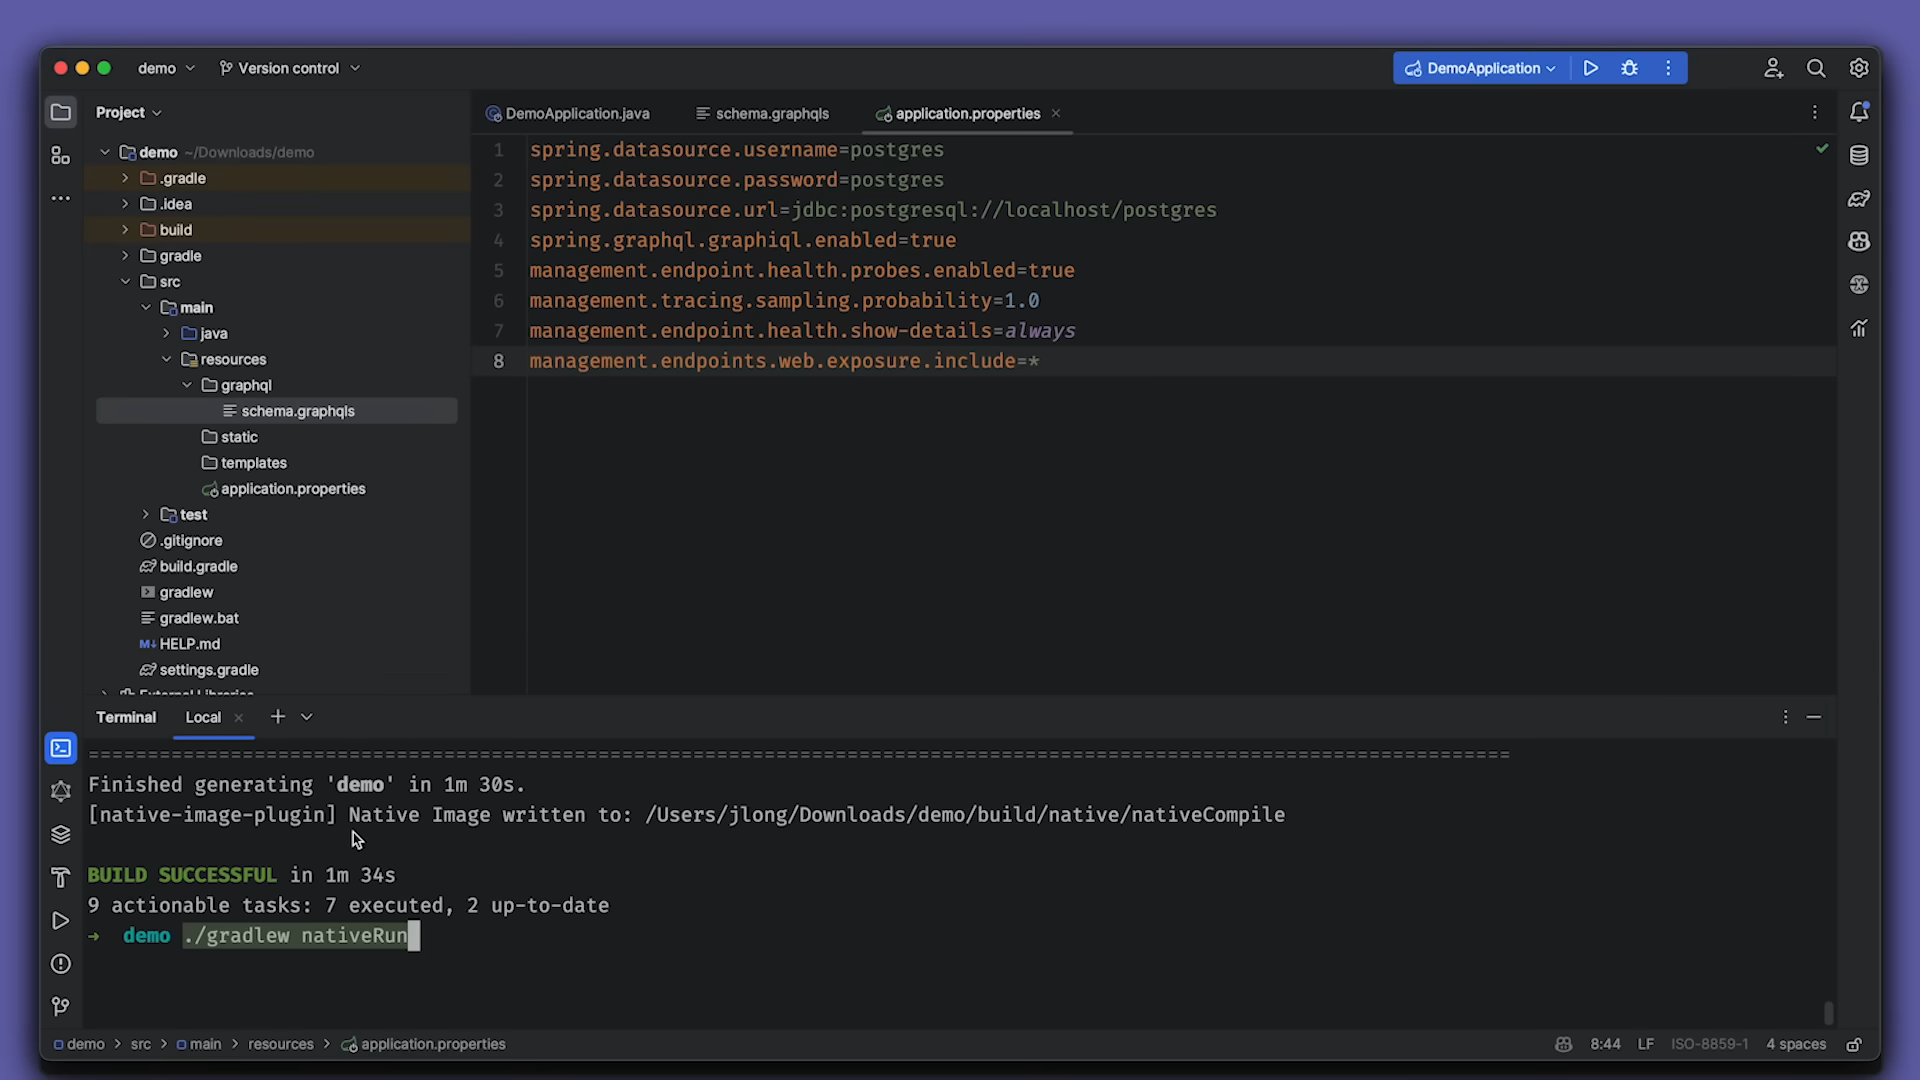 demo
Version control
DemoApplication
Project
DemoApplication.java
schema.graphqls
application.properties
demo ~/Downloads/demo
.gradle
.idea
build
gradle
src
main
java
resources
graphql
schema.graphqls
static
templates
application.properties
test
.gitignore
build.gradle
gradlew
gradlew.bat
M↓ HELP.md
settings.gradle
External Libraries
1 spring.datasource.username=postgres
2 spring.datasource.password=postgres
3 spring.datasource.url=jdbc:postgresql://localhost/postgres
4 spring.graphql.graphiql.enabled=true
5 management.endpoint.health.probes.enabled=true
6 management.tracing.sampling.probability=1.0
7 management.endpoint.health.show-details=always
8 management.endpoints.web.exposure.include=*
Terminal
Local
========================================================================================================================
Finished generating 'demo' in 1m 30s.
[native-image-plugin] Native Image written to: /Users/jlong/Downloads/demo/build/native/nativeCompile
BUILD SUCCESSFUL in 1m 34s
9 actionable tasks: 7 executed, 2 up-to-date
→ demo ./gradlew nativeRun
demo > src > main > resources > application.properties
8:44
LF
ISO-8859-1
4 spaces